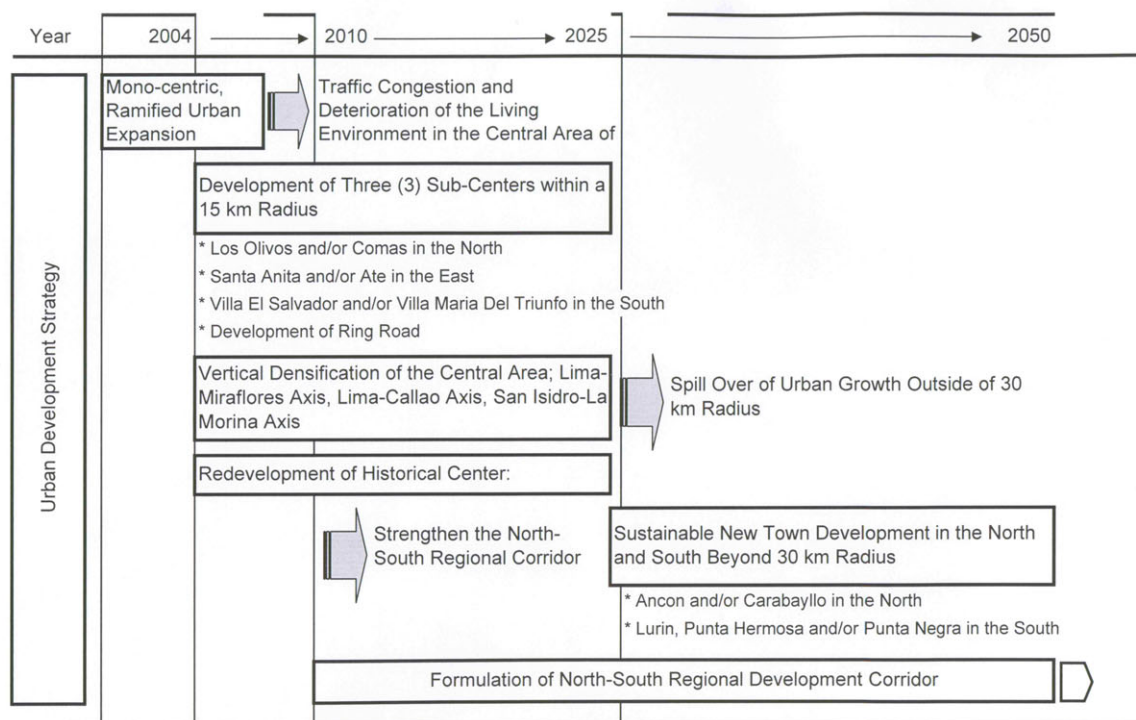 Year 2004 2010 2025 2050
Urban Development Strategy
Mono-centric,
Ramified Urban
Expansion
Traffic Congestion and
Deterioration of the Living
Environment in the Central Area of
Development of Three (3) Sub-Centers within a
15 km Radius
* Los Olivos and/or Comas in the North
* Santa Anita and/or Ate in the East
* Villa El Salvador and/or Villa Maria Del Triunfo in the South
* Development of Ring Road
Vertical Densification of the Central Area; Lima-
Miraflores Axis, Lima-Callao Axis, San Isidro-La
Morina Axis
Spill Over of Urban Growth Outside of 30
km Radius
Redevelopment of Historical Center:
Strengthen the North-
South Regional Corridor
Sustainable New Town Development in the North
and South Beyond 30 km Radius
* Ancon and/or Carabayllo in the North
* Lurin, Punta Hermosa and/or Punta Negra in the South
Formulation of North-South Regional Development Corridor